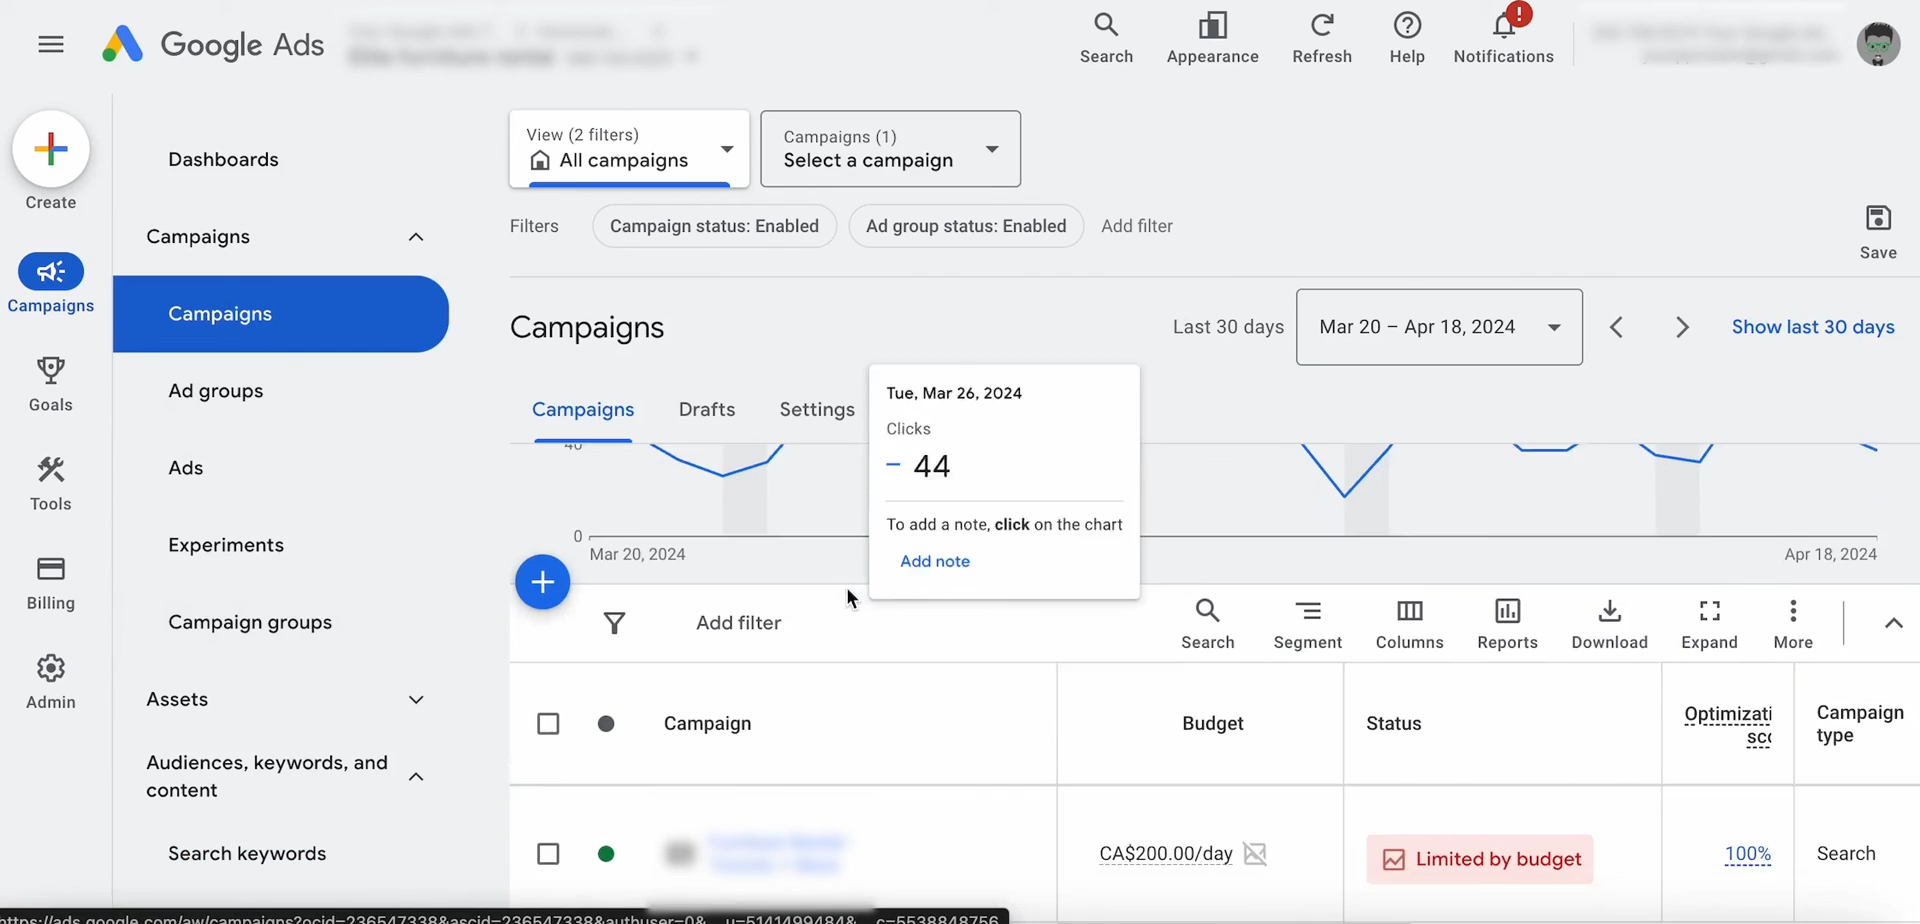 Google Ads
Search
Appearance
Refresh
Help
!
Notifications
Create
Campaigns
Goals
Tools
Billing
Admin
Dashboards
Campaigns
Campaigns
Ad groups
Ads
Experiments
Campaign groups
Assets
Audiences, keywords, and
content
Search keywords
View (2 filters)
All campaigns
Campaigns (1)
Select a campaign
Filters
Campaign status: Enabled
Ad group status: Enabled
Add filter
Save
Campaigns
Last 30 days
Mar 20 – Apr 18, 2024
Show last 30 days
Campaigns
Drafts
Settings
Tue, Mar 26, 2024
Clicks
– 44
To add a note, click on the chart
Add note
40
0
Mar 20, 2024
Apr 18, 2024
Add filter
Search
Segment
Columns
Reports
Download
Expand
More
Campaign
Budget
Status
Optimizati
sco
Campaign
type
CA$200.00/day
Limited by budget
100%
Search